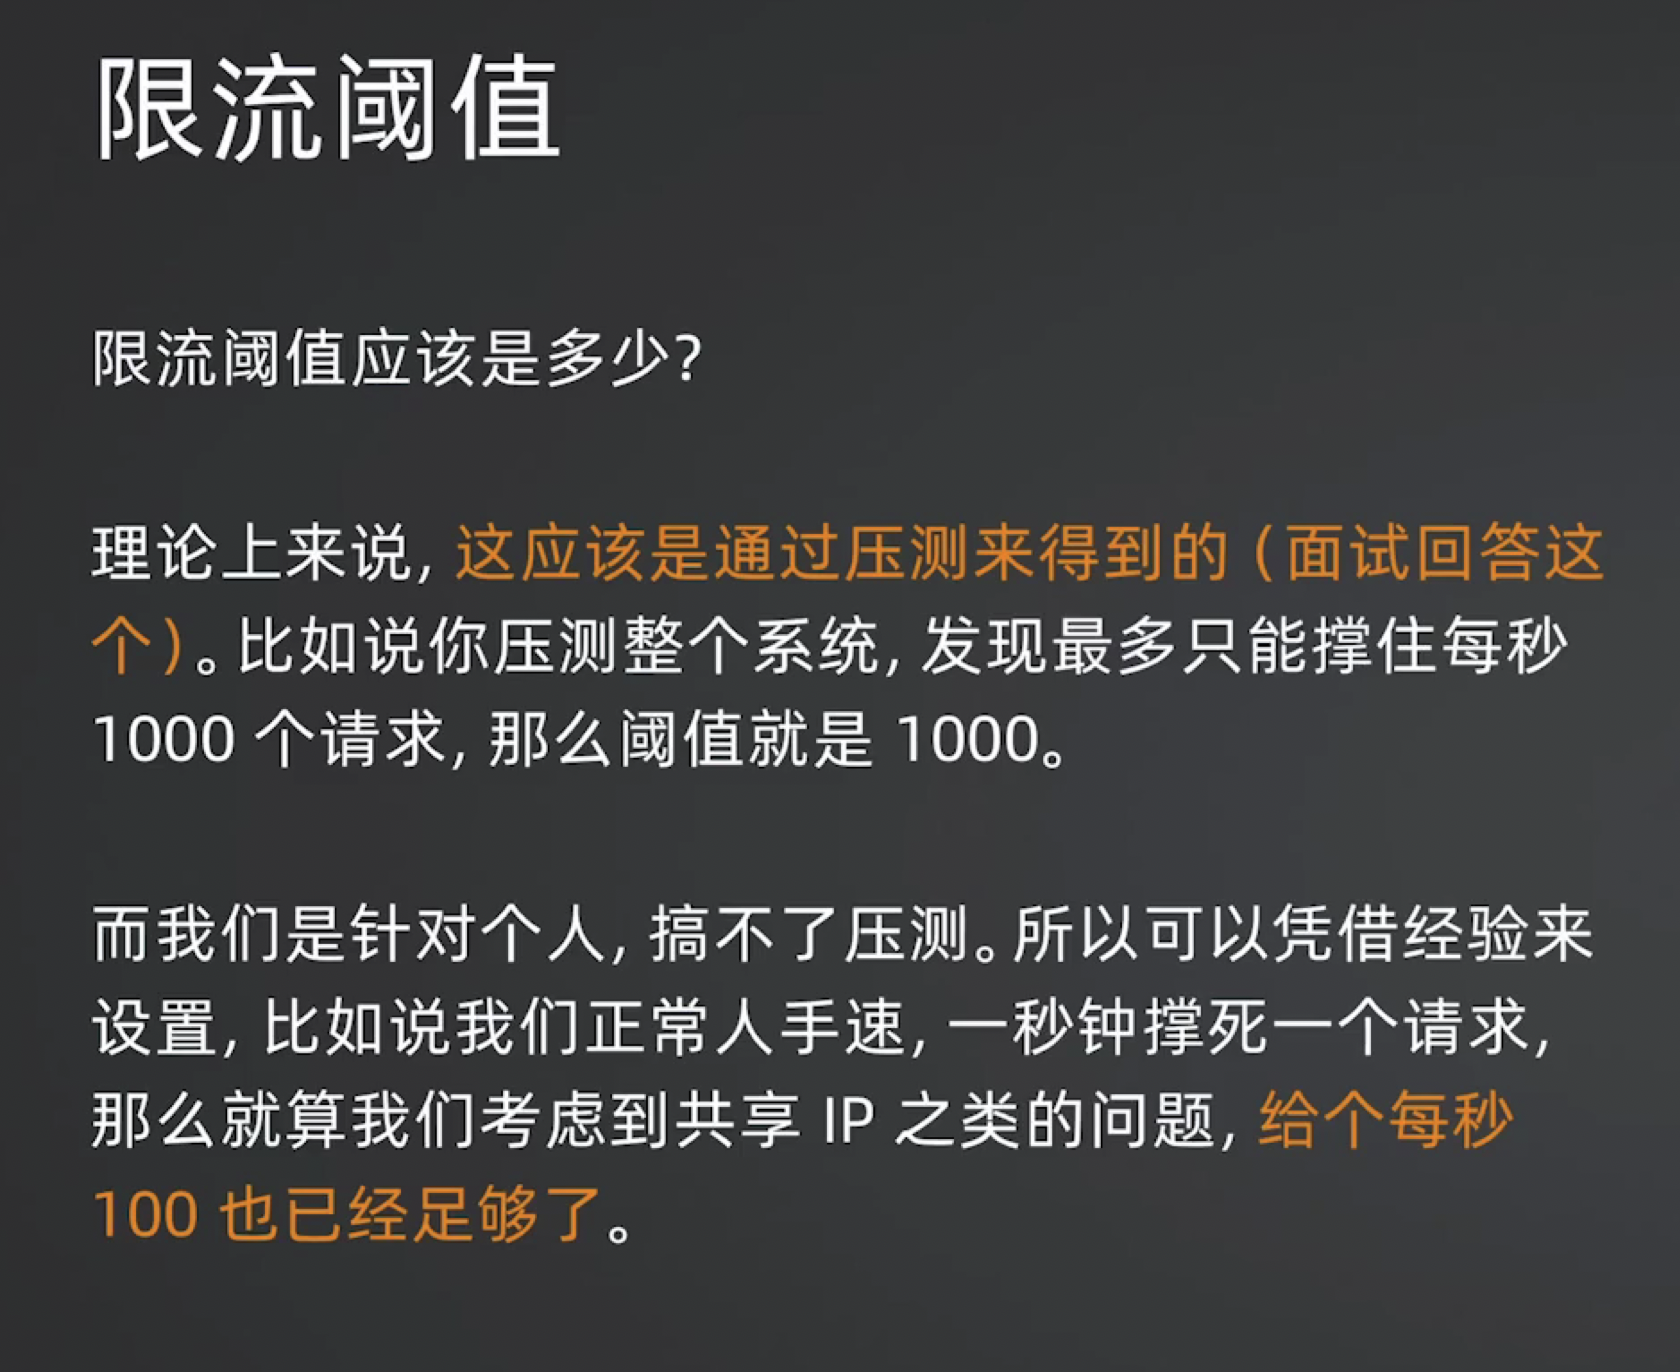 限流阈值
限流阈值应该是多少?
理论上来说, 这应该是通过压测来得到的 (面试回答这
个)。比如说你压测整个系统, 发现最多只能撑住每秒
1000 个请求, 那么阈值就是 1000。
而我们是针对个人, 搞不了压测。所以可以凭借经验来
设置, 比如说我们正常人手速, 一秒钟撑死一个请求,
那么就算我们考虑到共享 IP 之类的问题, 给个每秒
100 也已经足够了。